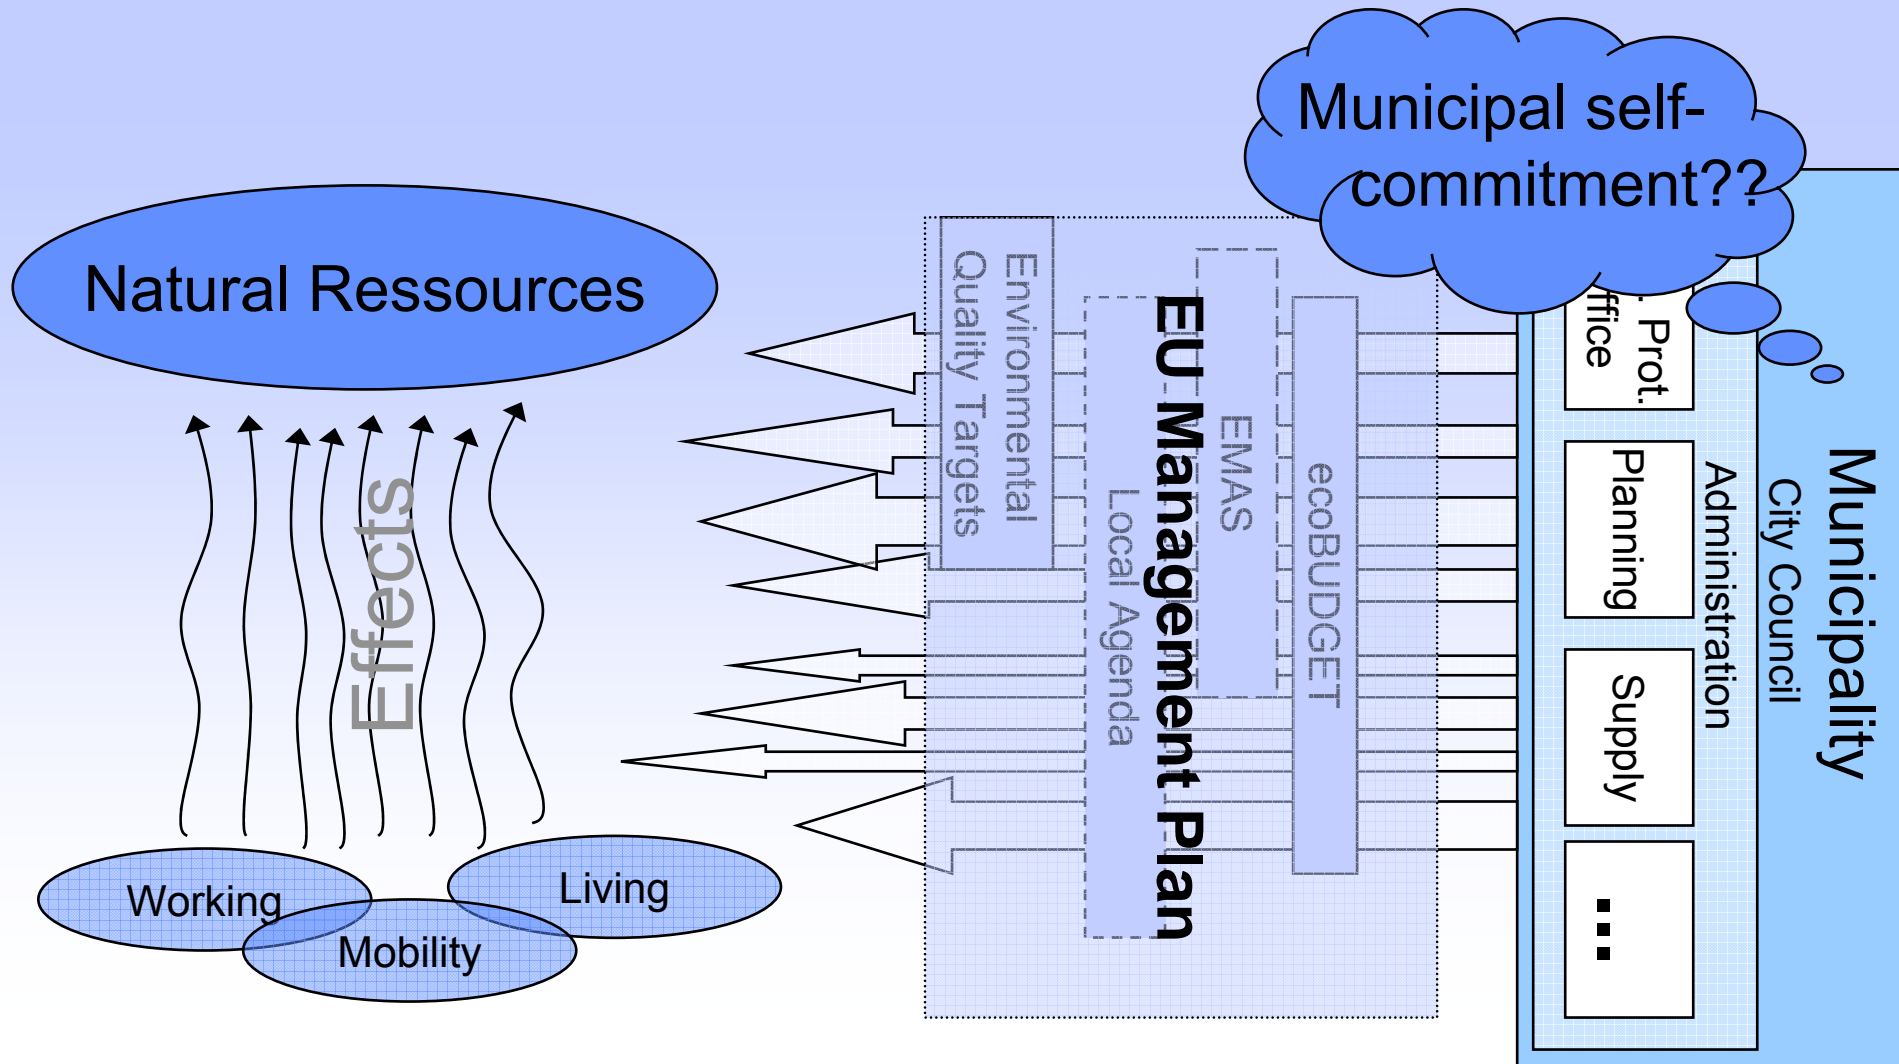 Municipal self-
commitment??
Natural Ressources
Effects
Working
Mobility
Living
Environmental
Quality Targets
Local Agenda
EU Management Plan
EMAS
ecoBUDGET
. Prot.
ffice
Planning
Supply
...
Administration
City Council
Municipality